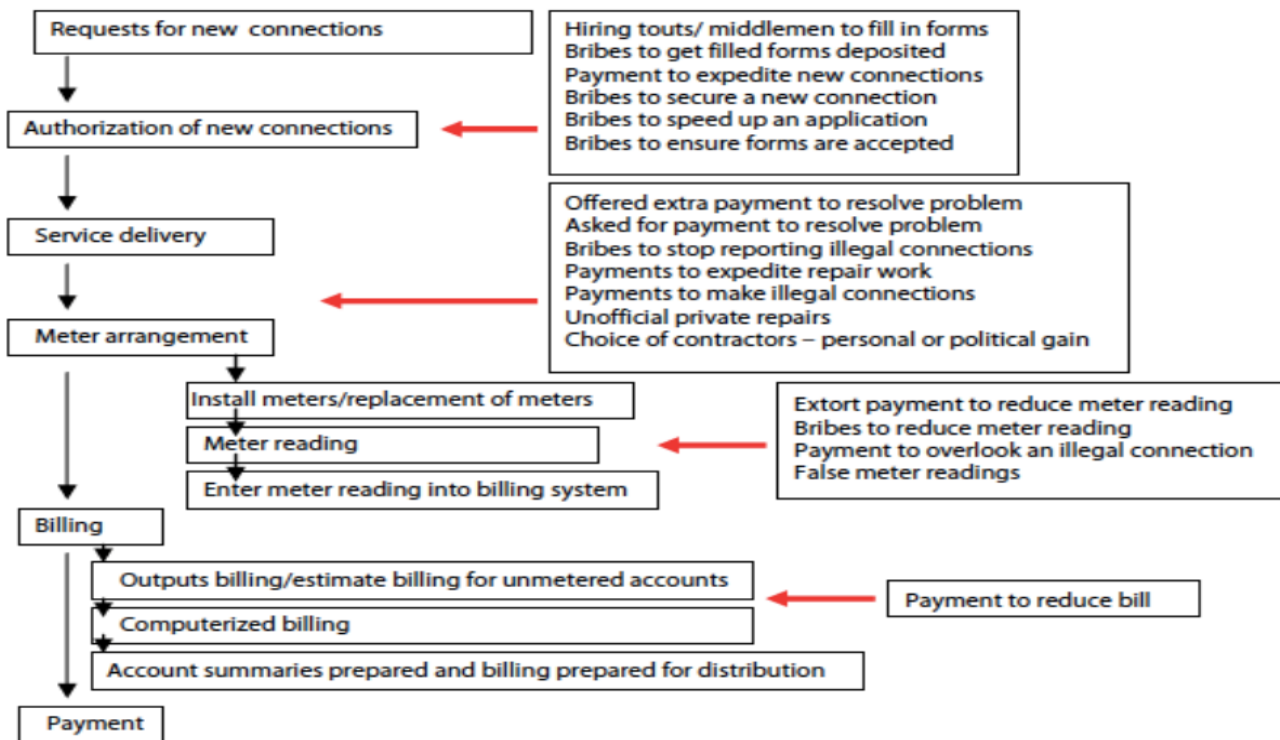 Requests for new connections
Hiring touts/ middlemen to fill in forms
Bribes to get filled forms deposited
Payment to expedite new connections
Bribes to secure a new connection
Bribes to speed up an application
Bribes to ensure forms are accepted
Authorization of new connections
Offered extra payment to resolve problem
Asked for payment to resolve problem
Bribes to stop reporting illegal connections
Payments to expedite repair work
Payments to make illegal connections
Unofficial private repairs
Choice of contractors – personal or political gain
Service delivery
Meter arrangement
Install meters/replacement of meters
Meter reading
Enter meter reading into billing system
Extort payment to reduce meter reading
Bribes to reduce meter reading
Payment to overlook an illegal connection
False meter readings
Billing
Outputs billing/estimate billing for unmetered accounts
Computerized billing
Account summaries prepared and billing prepared for distribution
Payment to reduce bill
Payment